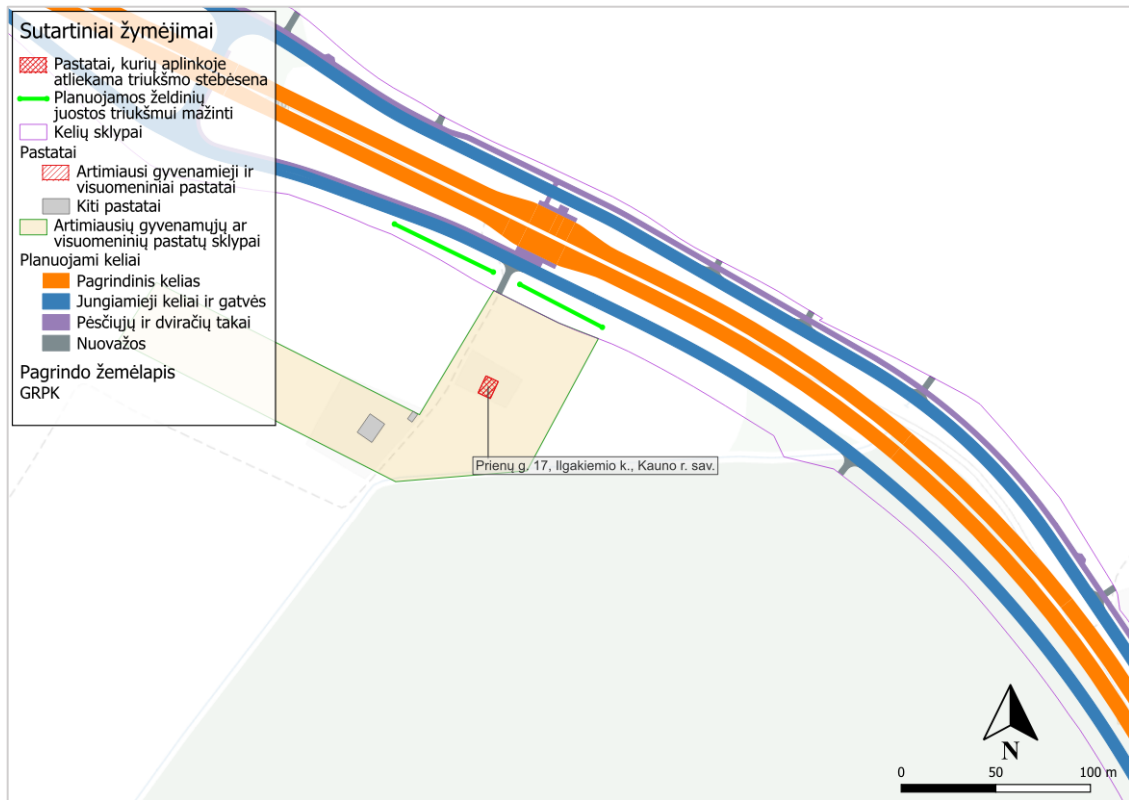 Sutartiniai žymėjimai
Pastatai, kurių aplinkoje
atliekama triukšmo stebėsena
Planuojamos želdinių
juostos triukšmui mažinti
Kelių sklypai
Pastatai
Artimiausi gyvenamieji ir
visuomeniniai pastatai
Kiti pastatai
Artimiausių gyvenamųjų ar
visuomeninių pastatų sklypai
Planuojami keliai
Pagrindinis kelias
Jungiamieji keliai ir gatvės
Pėsčiųjų ir dviračių takai
Nuovažos
Pagrindo žemėlapis
GRPK
Prienų g. 17, Ilgakiemio k., Kauno r. sav.
N
0 50 100 m